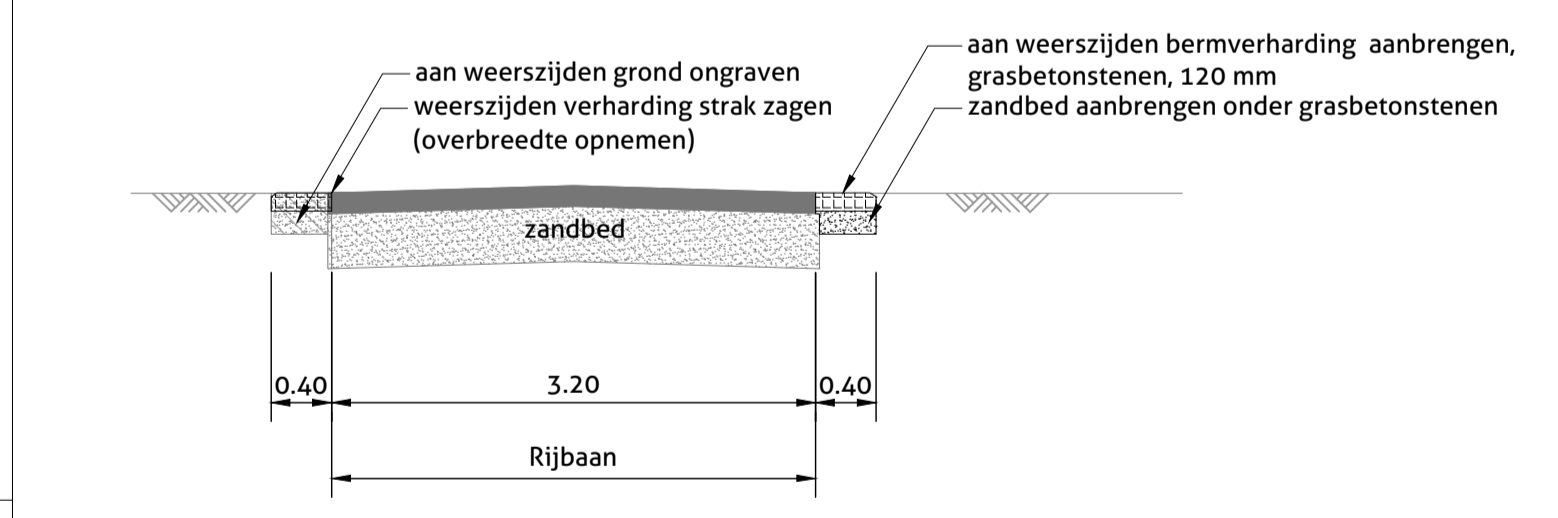 aan weerszijden grond ongraven
weerszijden verharding strak zagen
(overbreedte opnemen)
aan weerszijden bermverharding aanbrengen,
grasbetonstenen, 120 mm
zandbed aanbrengen onder grasbetonstenen
zandbed
0.40
3.20
0.40
Rijbaan